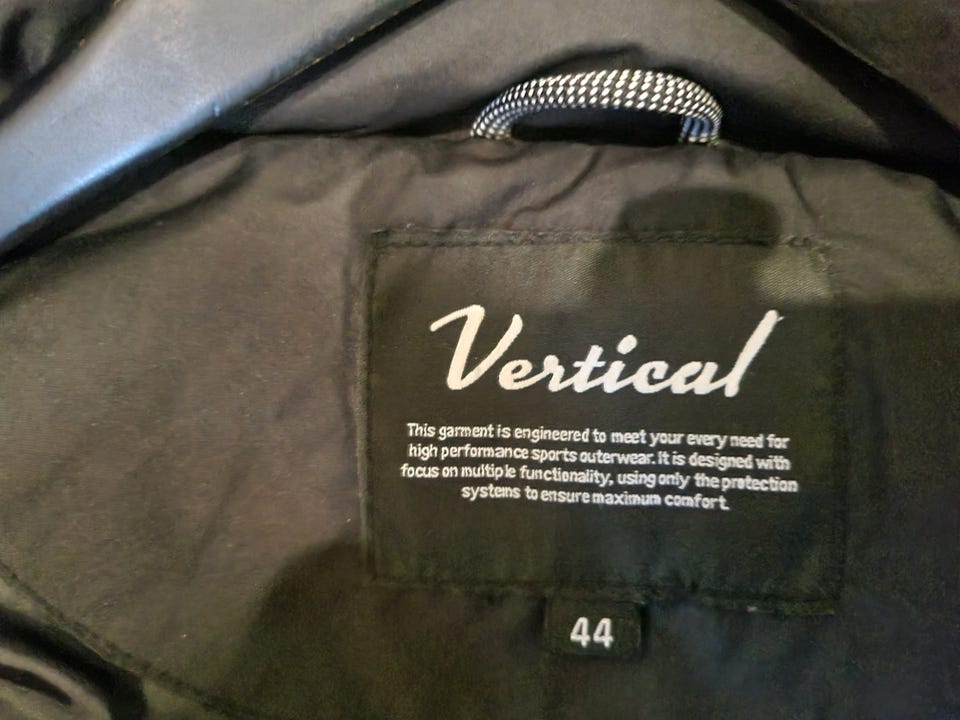 Vertical
This garment is engineered to meet your every need for
high performance sports outerwear. It is designed with
focus on multiple functionality, using only the protection
systems to ensure maximum comfort.
44